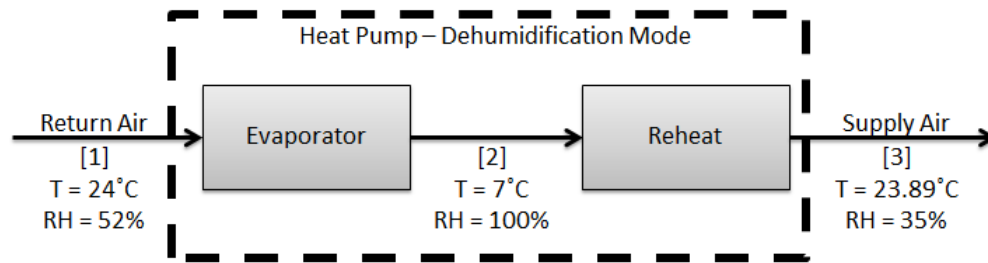 Heat Pump – Dehumidification Mode
Return Air
Evaporator
Reheat
Supply Air
[1]
T = 24˚C
RH = 52%
[2]
T = 7˚C
RH = 100%
[3]
T = 23.89˚C
RH = 35%